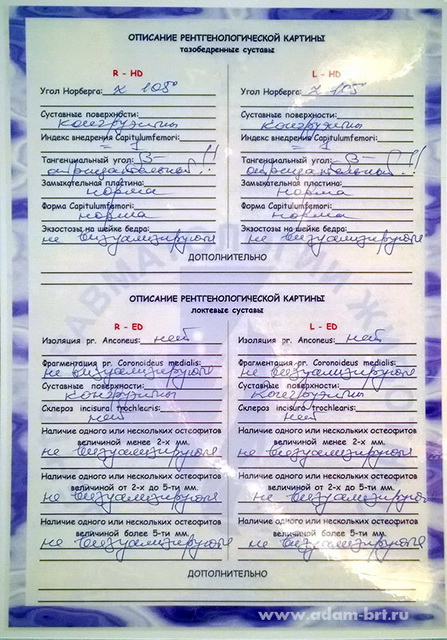 ОПИСАНИЕ РЕНТГЕНОЛОГИЧЕСКОЙ КАРТИНЫ
тазобедренные суставы
R - HD L - HD
Угол Норберга: > 105° Угол Норберга: > 105°
Суставные поверхности: Суставные поверхности:
конгруэнтны конгруэнтны
Индекс внедрения Capitulumfemori: Индекс внедрения Capitulumfemori:
= 1 = 1
Тангенциальный угол: Тангенциальный угол:
отрицательный!! отрицательный!!
Замыкательная пластина: Замыкательная пластина:
норма норма
Форма Capitulumfemori: Форма Capitulumfemori:
норма норма
Экзостозы на шейке бедра: Экзостозы на шейке бедра:
не визуализируются не визуализируются
ДОПОЛНИТЕЛЬНО
ОПИСАНИЕ РЕНТГЕНОЛОГИЧЕСКОЙ КАРТИНЫ
локтевые суставы
R - ED L - ED
Изоляция pr. Anconeus: нет Изоляция pr. Anconeus: нет
Фрагментация pr. Coronoideus medialis: Фрагментация pr. Coronoideus medialis:
не визуализируются не визуализируются
Суставные поверхности: Суставные поверхности:
конгруэнтны конгруэнтны
Склероз incisura trochlearis: Склероз incisura trochlearis:
нет нет
Наличие одного или нескольких остеофитов Наличие одного или нескольких остеофитов
величиной менее 2-х мм. величиной менее 2-х мм.
не визуализируются не визуализируются
Наличие одного или нескольких остеофитов Наличие одного или нескольких остеофитов
величиной от 2-х до 5-ти мм. величиной от 2-х до 5-ти мм.
не визуализируются не визуализируются
Наличие одного или нескольких остеофитов Наличие одного или нескольких остеофитов
величиной более 5-ти мм. величиной более 5-ти мм.
не визуализируются не визуализируются
ДОПОЛНИТЕЛЬНО
www.adam-brt.ru